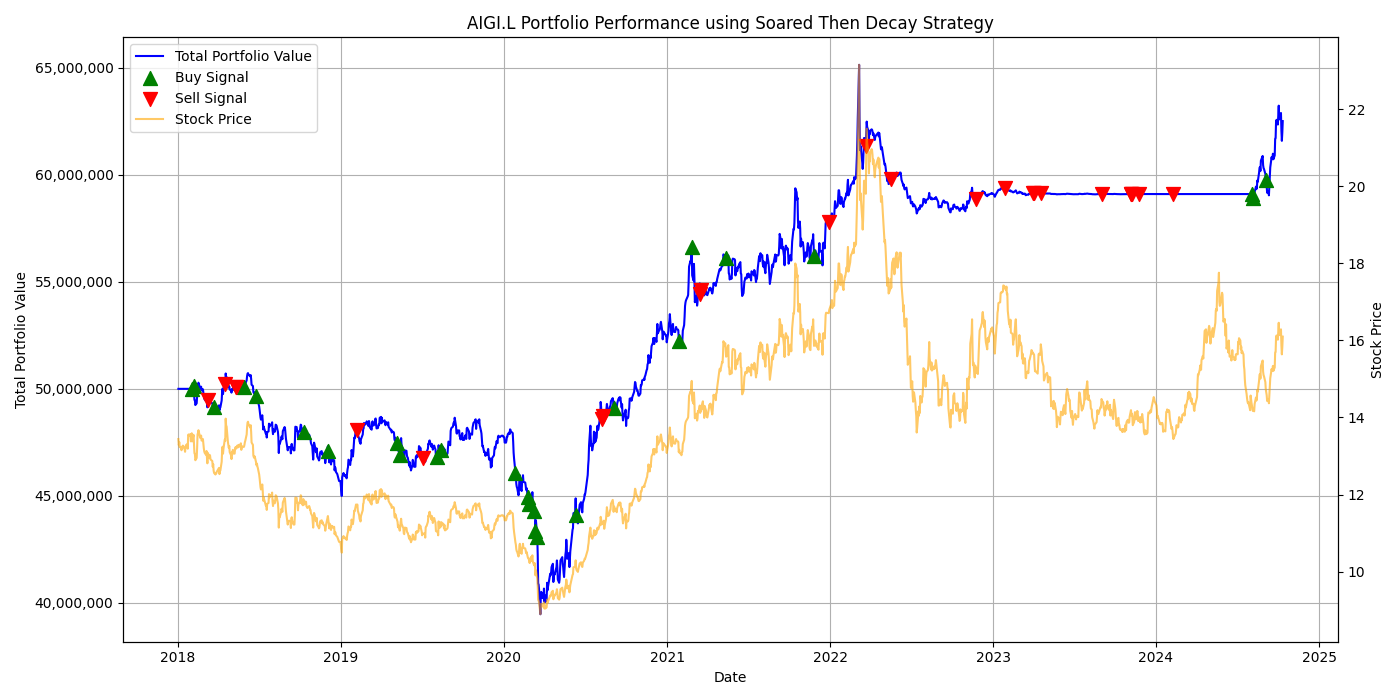 AIGI.L Portfolio Performance using Soared Then Decay Strategy
Total Portfolio Value
Buy Signal
Sell Signal
Stock Price
65,000,000
60,000,000
55,000,000
50,000,000
45,000,000
40,000,000
Total Portfolio Value
22
20
18
16
14
12
10
Stock Price
2018
2019
2020
2021
2022
2023
2024
2025
Date